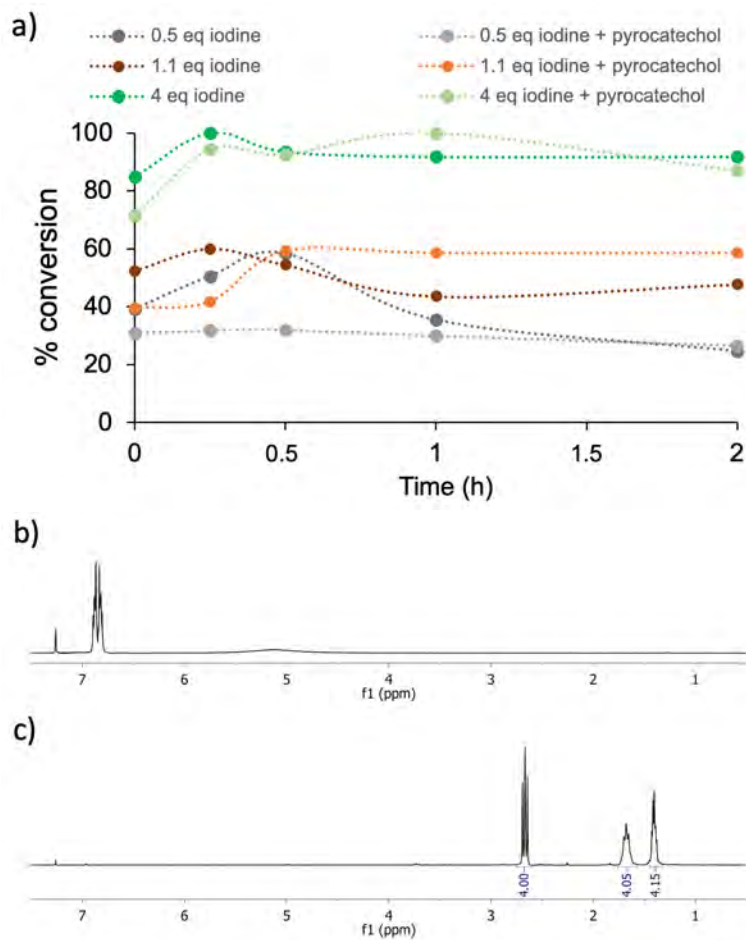 a)
0.5 eq iodine 0.5 eq iodine + pyrocatechol
1.1 eq iodine 1.1 eq iodine + pyrocatechol
4 eq iodine 4 eq iodine + pyrocatechol
100
80
60
40
20
0
% conversion
0 0.5 1 1.5 2
Time (h)
b)
7 6 5 4 3 2 1
f1 (ppm)
c)
4.00 4.05 4.15
7 6 5 4 3 2 1
f1 (ppm)